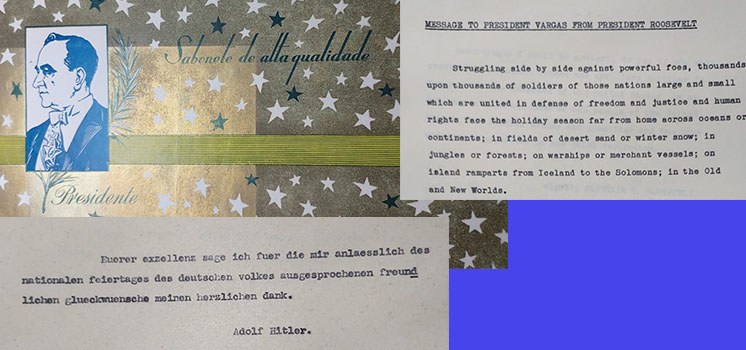 Sabonete de alta qualidade
Presidente
MESSAGE TO PRESIDENT VARGAS FROM PRESIDENT ROOSEVELT
Struggling side by side against powerful foes, thousands
upon thousands of soldiers of those nations large and small
which are united in defense of freedom and justice and human
rights face the holiday season far from home across oceans or
continents; in fields of desert sand or winter snow; in
jungles or forests; on warships or merchant vessels; on
island ramparts from Iceland to the Solomons; in the Old
and New Worlds.
Euerer exzellenz sage ich fuer die mir anlaesslich des
nationalen feiertages des deutschen volkes ausgesprochenen freund
lichen glueckwuensche meinen herzlichen dank.
Adolf Hitler.